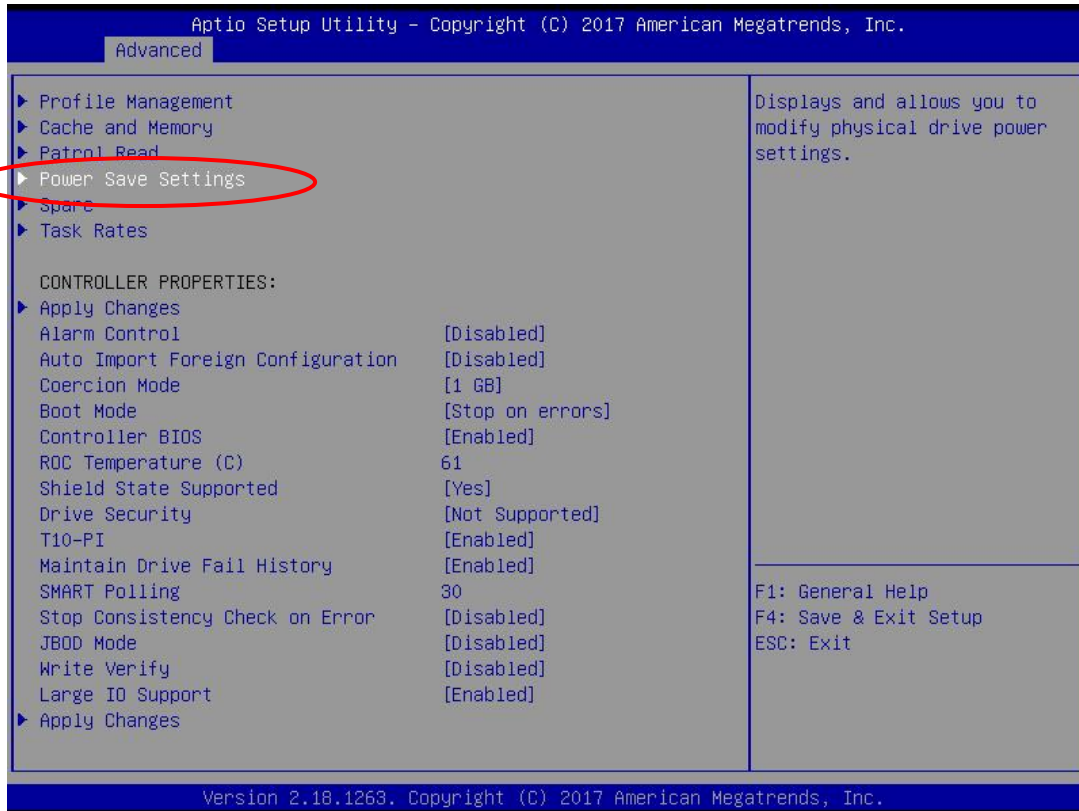 Aptio Setup Utility – Copyright (C) 2017 American Megatrends, Inc.
Advanced
Profile Management
Cache and Memory
Patrol Read
Power Save Settings
Spare
Task Rates
CONTROLLER PROPERTIES:
Apply Changes
Alarm Control [Disabled]
Auto Import Foreign Configuration [Disabled]
Coercion Mode [1 GB]
Boot Mode [Stop on errors]
Controller BIOS [Enabled]
ROC Temperature (C) 61
Shield State Supported [Yes]
Drive Security [Not Supported]
T10-PI [Enabled]
Maintain Drive Fail History [Enabled]
SMART Polling 30
Stop Consistency Check on Error [Disabled]
JBOD Mode [Disabled]
Write Verify [Disabled]
Large IO Support [Enabled]
Apply Changes
Displays and allows you to
modify physical drive power
settings.
F1: General Help
F4: Save & Exit Setup
ESC: Exit
Version 2.18.1263. Copyright (C) 2017 American Megatrends, Inc.